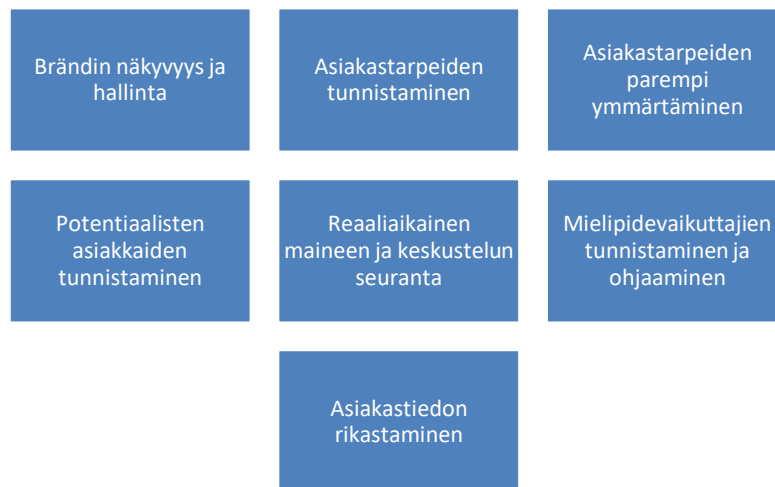 Brändin näkyvyys ja
hallinta
Asiakastarpeiden
tunnistaminen
Asiakastarpeiden
parempi
ymmärtäminen
Potentiaalisten
asiakkaiden
tunnistaminen
Reaaliaikainen
maineen ja keskustelun
seuranta
Mielipidevaikuttajien
tunnistaminen ja
ohjaaminen
Asiakastiedon
rikastaminen